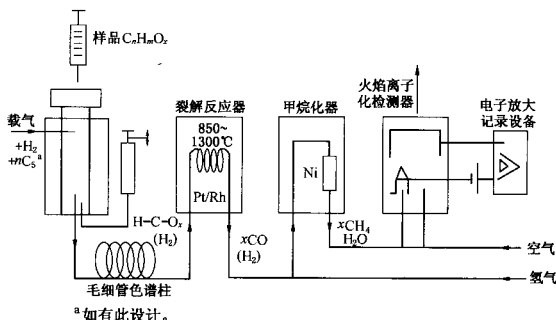 样品CₙHₘOₓ
载气
+H₂
+nC₅ᵃ
H-C-Oₓ
(H₂)
毛细管色谱柱
裂解反应器
850~
1300℃
Pt/Rh
xCO
(H₂)
甲烷化器
Ni
xCH₄
H₂O
火焰离子
化检测器
电子放大
记录设备
空气
氢气
ᵃ如有此设计。